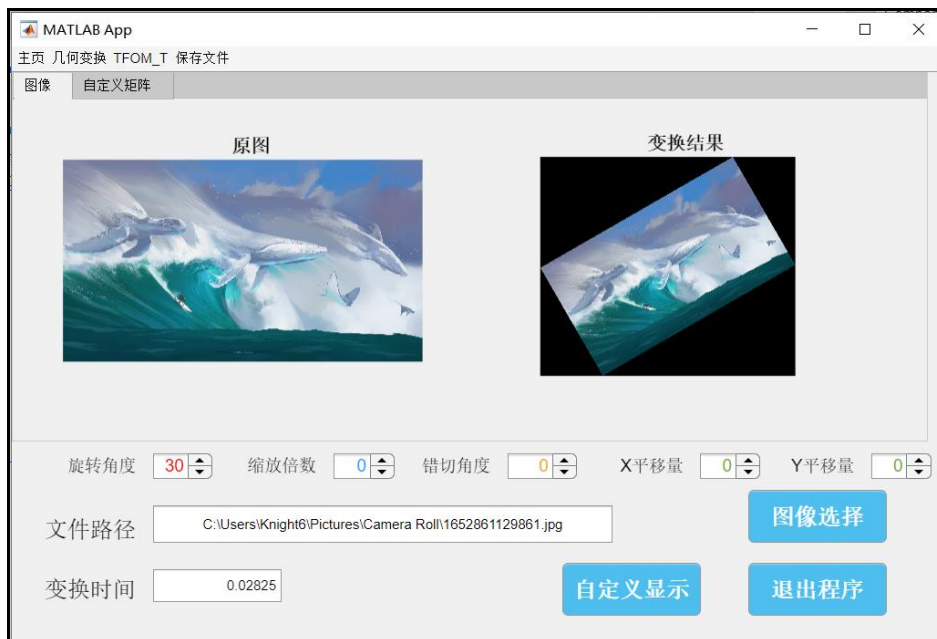 MATLAB App
主页 几何变换 TFOM_T 保存文件
图像 自定义矩阵
原图 变换结果
旋转角度 30 缩放倍数 0 错切角度 0 X平移量 0 Y平移量 0
文件路径 C:\Users\Knight6\Pictures\Camera Roll\1652861129861.jpg 图像选择
变换时间 0.02825 自定义显示 退出程序